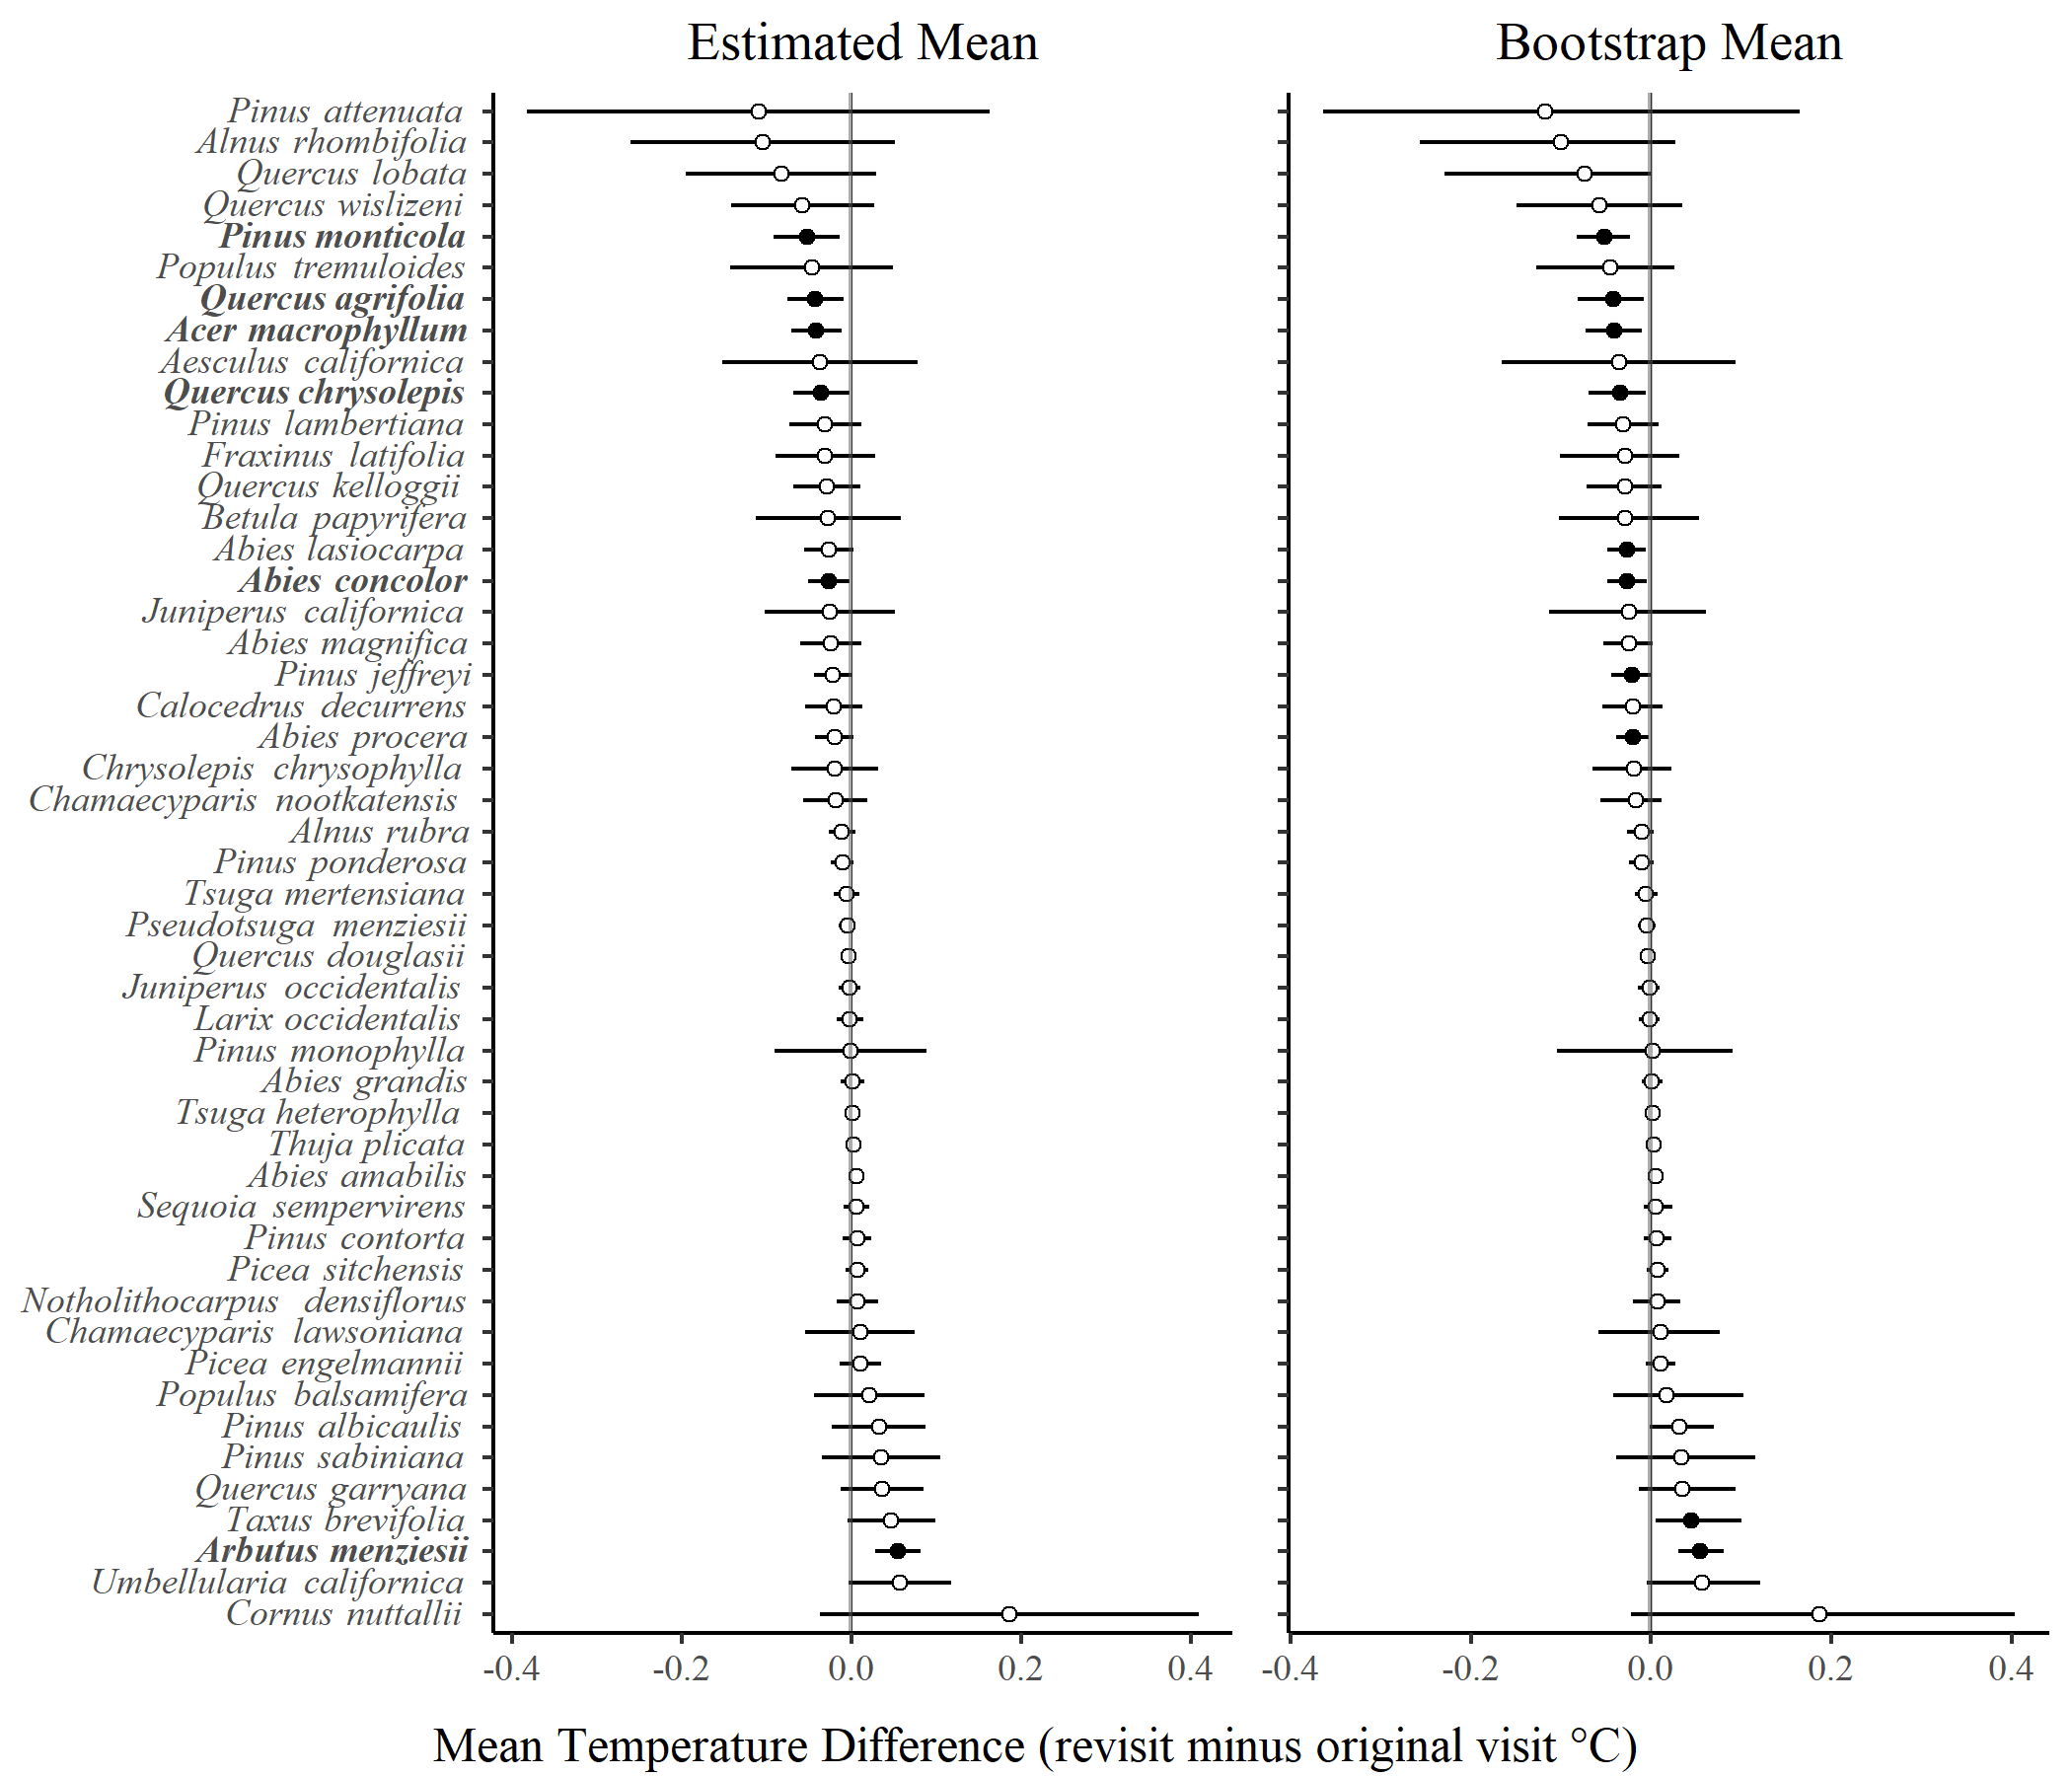 Estimated Mean
Bootstrap Mean
Pinus attenuata
Alnus rhombifolia
Quercus lobata
Quercus wislizeni
Pinus monticola
Populus tremuloides
Quercus agrifolia
Acer macrophyllum
Aesculus californica
Quercus chrysolepis
Pinus lambertiana
Fraxinus latifolia
Quercus kelloggii
Betula papyrifera
Abies lasiocarpa
Abies concolor
Juniperus californica
Abies magnifica
Pinus jeffreyi
Calocedrus decurrens
Abies procera
Chrysolepis chrysophylla
Chamaecyparis nootkatensis
Alnus rubra
Pinus ponderosa
Tsuga mertensiana
Pseudotsuga menziesii
Quercus douglasii
Juniperus occidentalis
Larix occidentalis
Pinus monophylla
Abies grandis
Tsuga heterophylla
Thuja plicata
Abies amabilis
Sequoia sempervirens
Pinus contorta
Picea sitchensis
Notholithocarpus densiflorus
Chamaecyparis lawsoniana
Picea engelmannii
Populus balsamifera
Pinus albicaulis
Pinus sabiniana
Quercus garryana
Taxus brevifolia
Arbutus menziesii
Umbellularia californica
Cornus nuttallii
-0.4 -0.2 0.0 0.2 0.4
-0.4 -0.2 0.0 0.2 0.4
Mean Temperature Difference (revisit minus original visit °C)